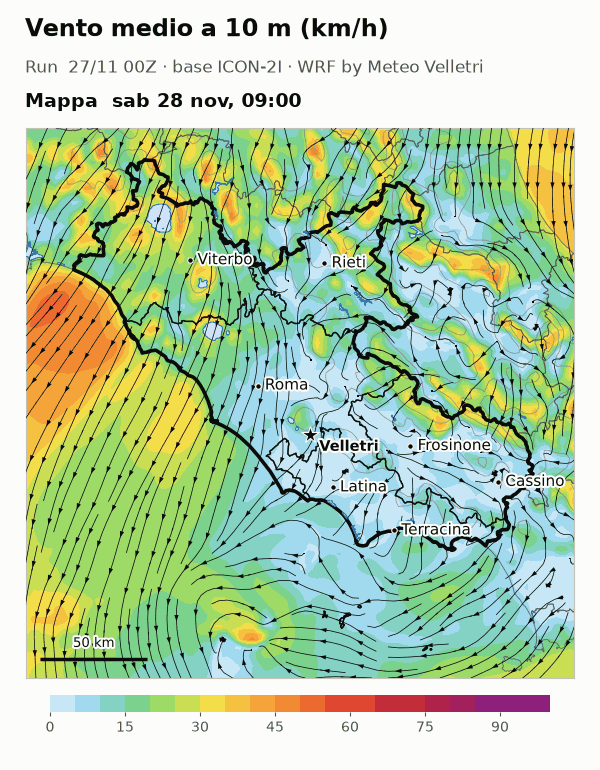 Vento medio a 10 m (km/h)
Run 27/11 00Z · base ICON-2I · WRF by Meteo Velletri
Mappa sab 28 nov, 09:00
Viterbo
Rieti
Roma
Velletri
Frosinone
Latina
Cassino
Terracina
50 km
0 15 30 45 60 75 90